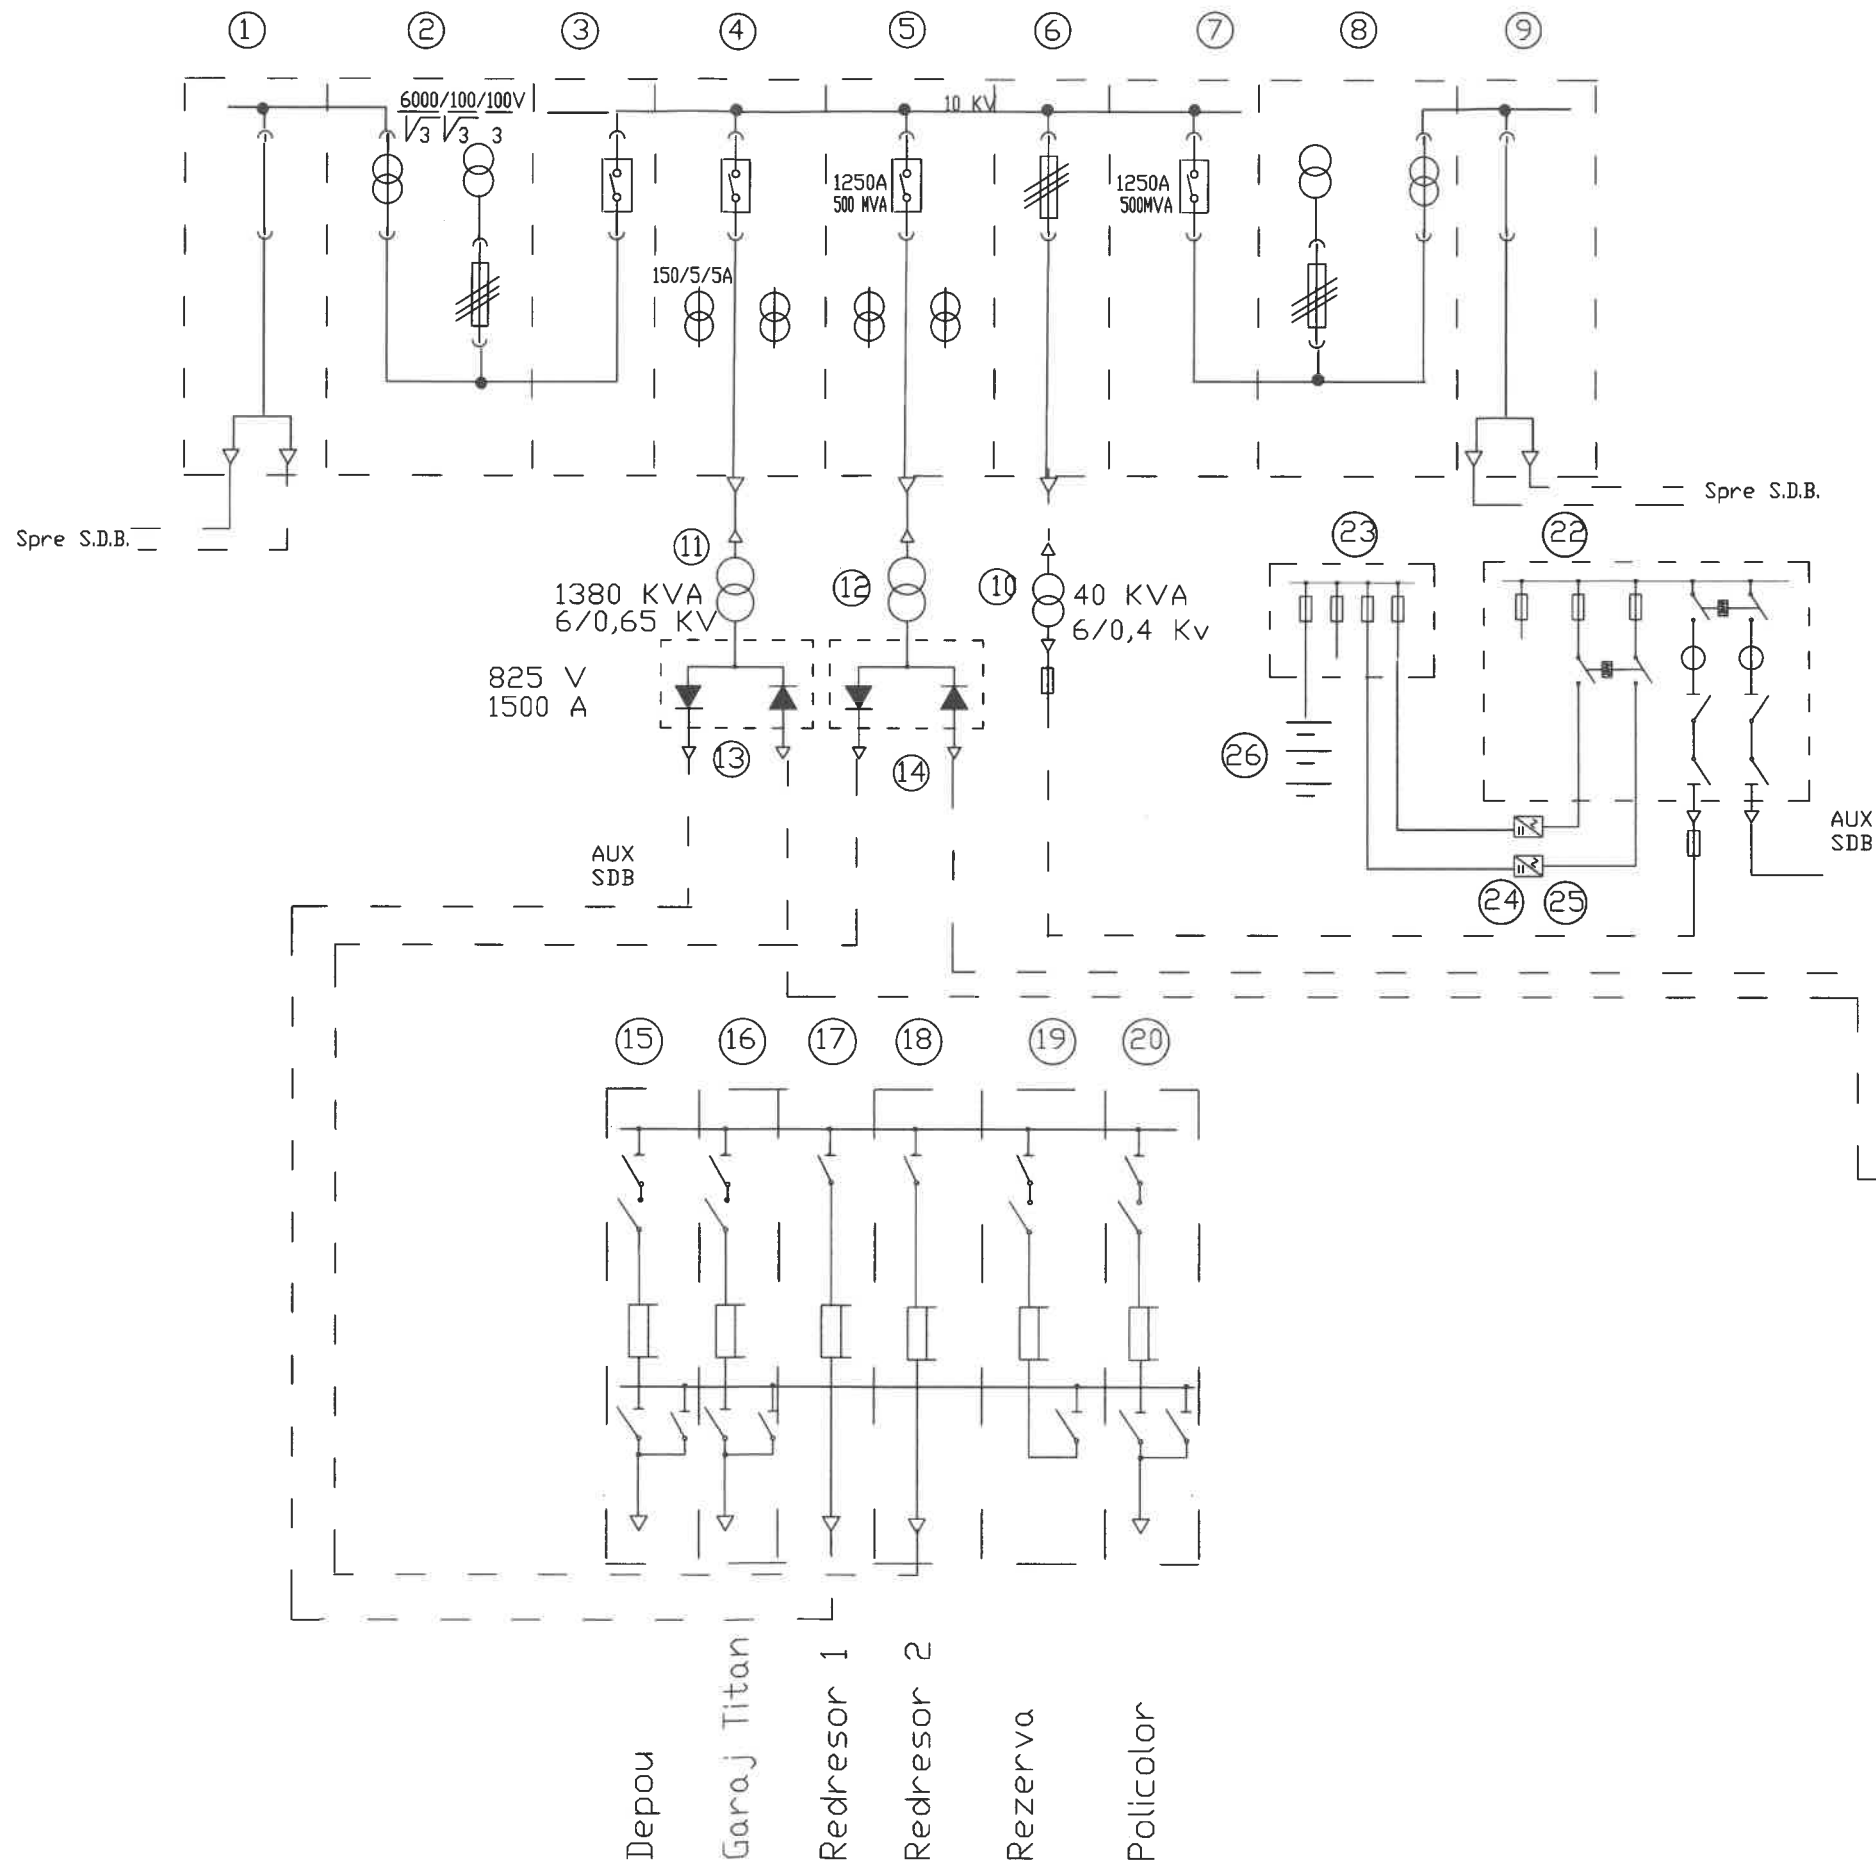 1 2 3 4 5 6 7 8 9
6000/100/100V
√3 √3 3
10 KV
1250A
500 MVA
1250A
500MVA
150/5/5A
Spre S.D.B.
Spre S.D.B.
23 22
11
1380 KVA
6/0,65 KV
12
10
40 KVA
6/0,4 Kv
825 V
1500 A
13
14
26
AUX
SDB
AUX
SDB
24 25
15 16 17 18 19 20
Depou
Garaj Titan
Redresor 1
Redresor 2
Rezerva
Policolor